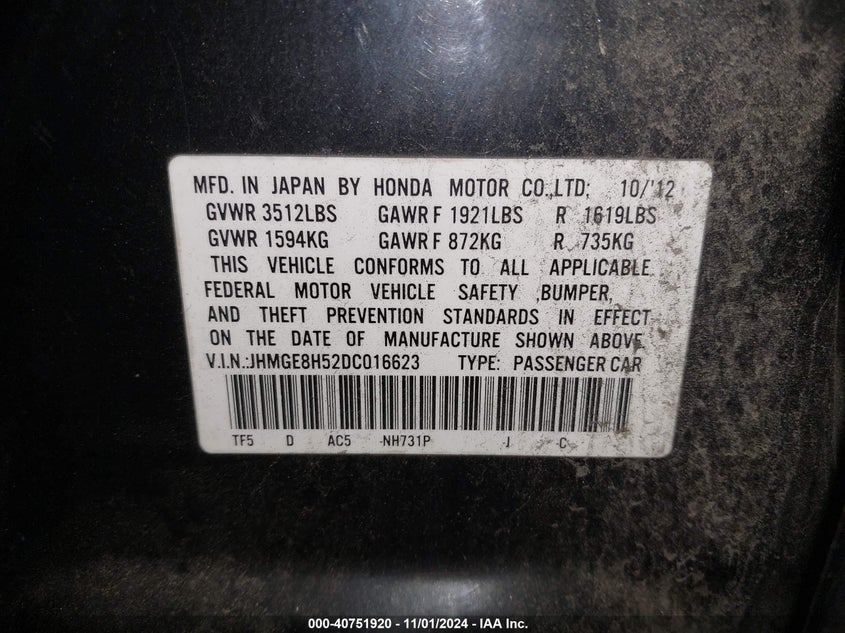 MFD. IN JAPAN BY HONDA MOTOR CO.,LTD; 10/'12
GVWR 3512LBS GAWR F 1921LBS R 1619LBS
GVWR 1594KG GAWR F 872KG R 735KG
THIS VEHICLE CONFORMS TO ALL APPLICABLE
FEDERAL MOTOR VEHICLE SAFETY ,BUMPER,
AND THEFT PREVENTION STANDARDS IN EFFECT
ON THE DATE OF MANUFACTURE SHOWN ABOVE.
V.I.N.:JHMGE8H52DC016623 TYPE: PASSENGER CAR
TF5 D AC5 -NH731P -J C
000-40751920 - 11/01/2024 - IAA Inc.